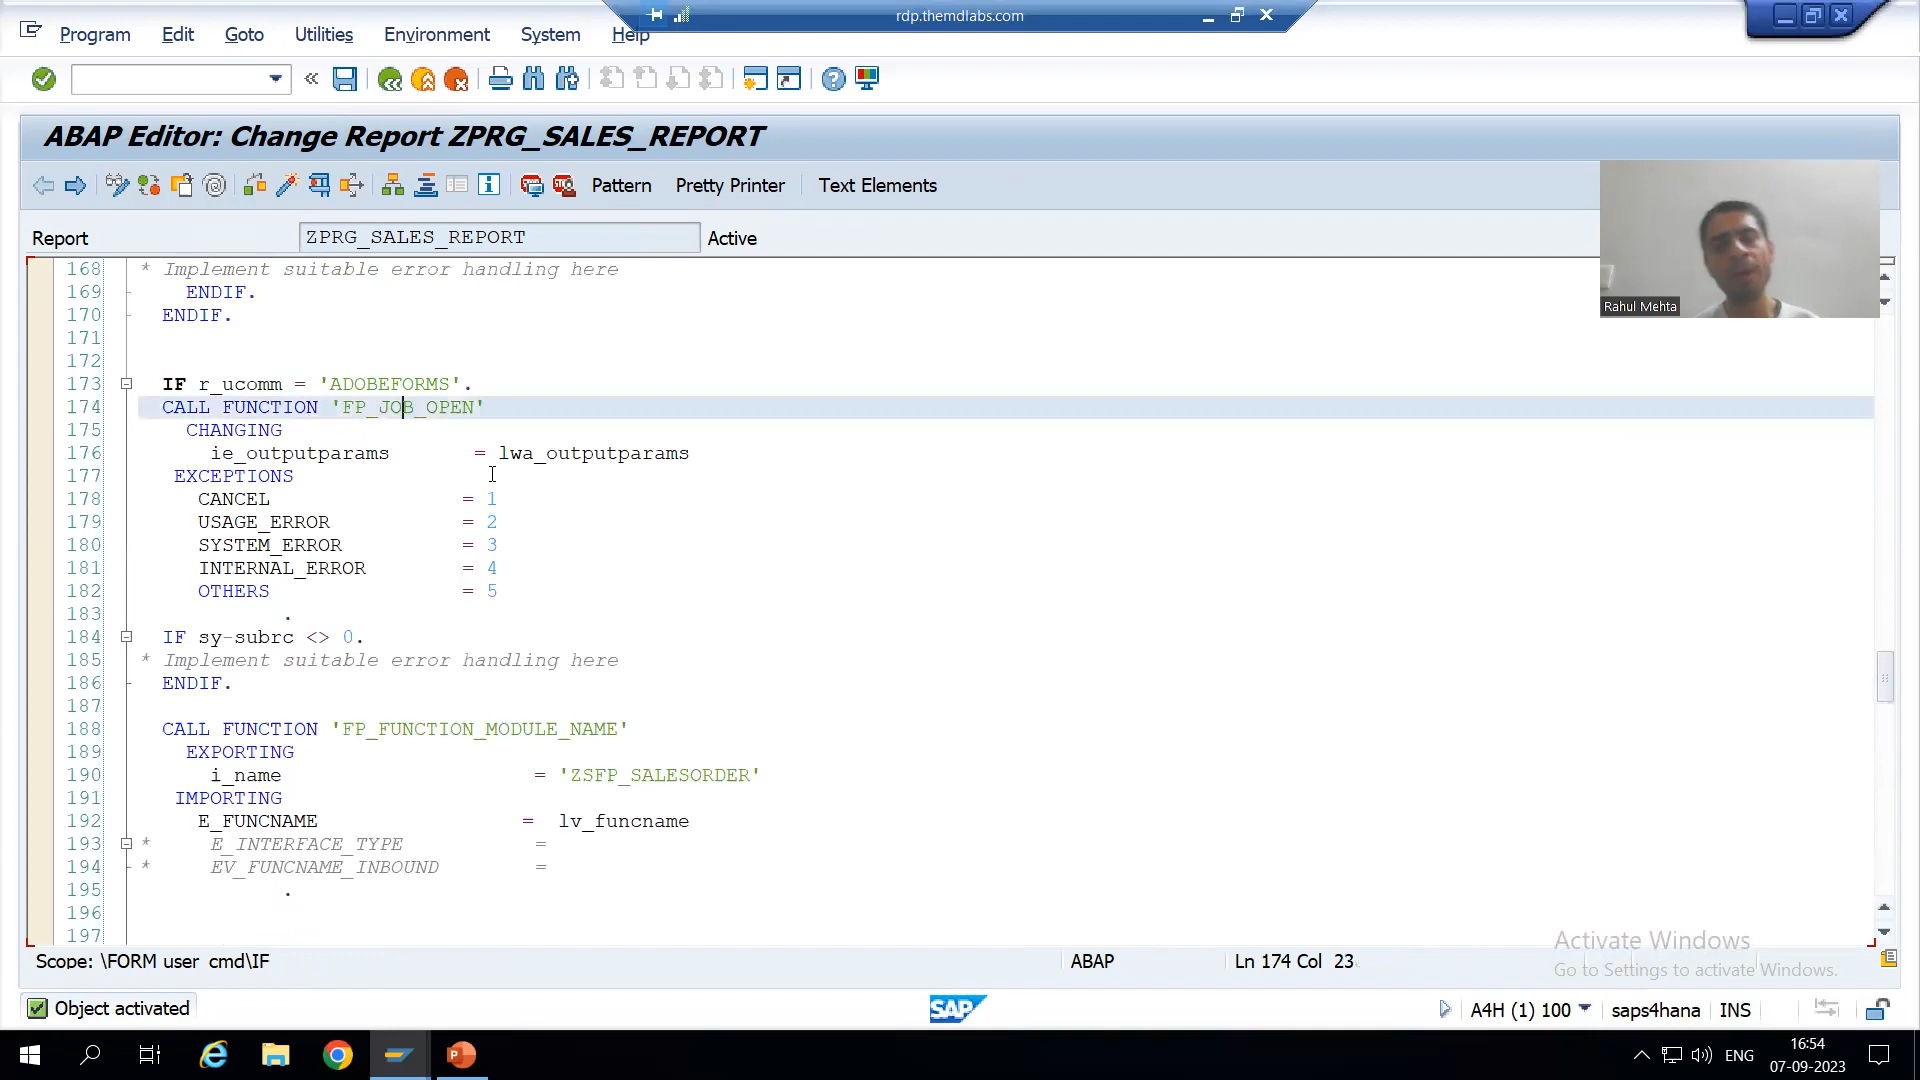 rdp.themdlabs.com
Program Edit Goto Utilities Environment System Help
ABAP Editor: Change Report ZPRG_SALES_REPORT
Pattern Pretty Printer Text Elements
Report ZPRG_SALES_REPORT Active
Rahul Mehta
168 * Implement suitable error handling here
169 ENDIF.
170 ENDIF.
171
172
173 IF r_ucomm = 'ADOBEFORMS'.
174 CALL FUNCTION 'FP_JOB_OPEN'
175 CHANGING
176 ie_outputparams = lwa_outputparams
177 EXCEPTIONS
178 CANCEL = 1
179 USAGE_ERROR = 2
180 SYSTEM_ERROR = 3
181 INTERNAL_ERROR = 4
182 OTHERS = 5
183 .
184 IF sy-subrc <> 0.
185 * Implement suitable error handling here
186 ENDIF.
187
188 CALL FUNCTION 'FP_FUNCTION_MODULE_NAME'
189 EXPORTING
190 i_name = 'ZSFP_SALESORDER'
191 IMPORTING
192 E_FUNCNAME = lv_funcname
193 * E_INTERFACE_TYPE =
194 * EV_FUNCNAME_INBOUND =
195 .
196
197
Activate Windows
Go to Settings to activate Windows.
Scope: \FORM user_cmd\IF ABAP Ln 174 Col 23
Object activated SAP A4H (1) 100 saps4hana INS
ENG 16:54
07-09-2023